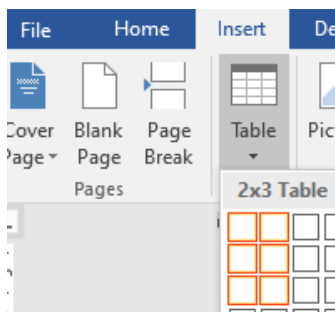 File Home Insert
Cover Blank Page Table
Page Page Break
Pages
2x3 Table